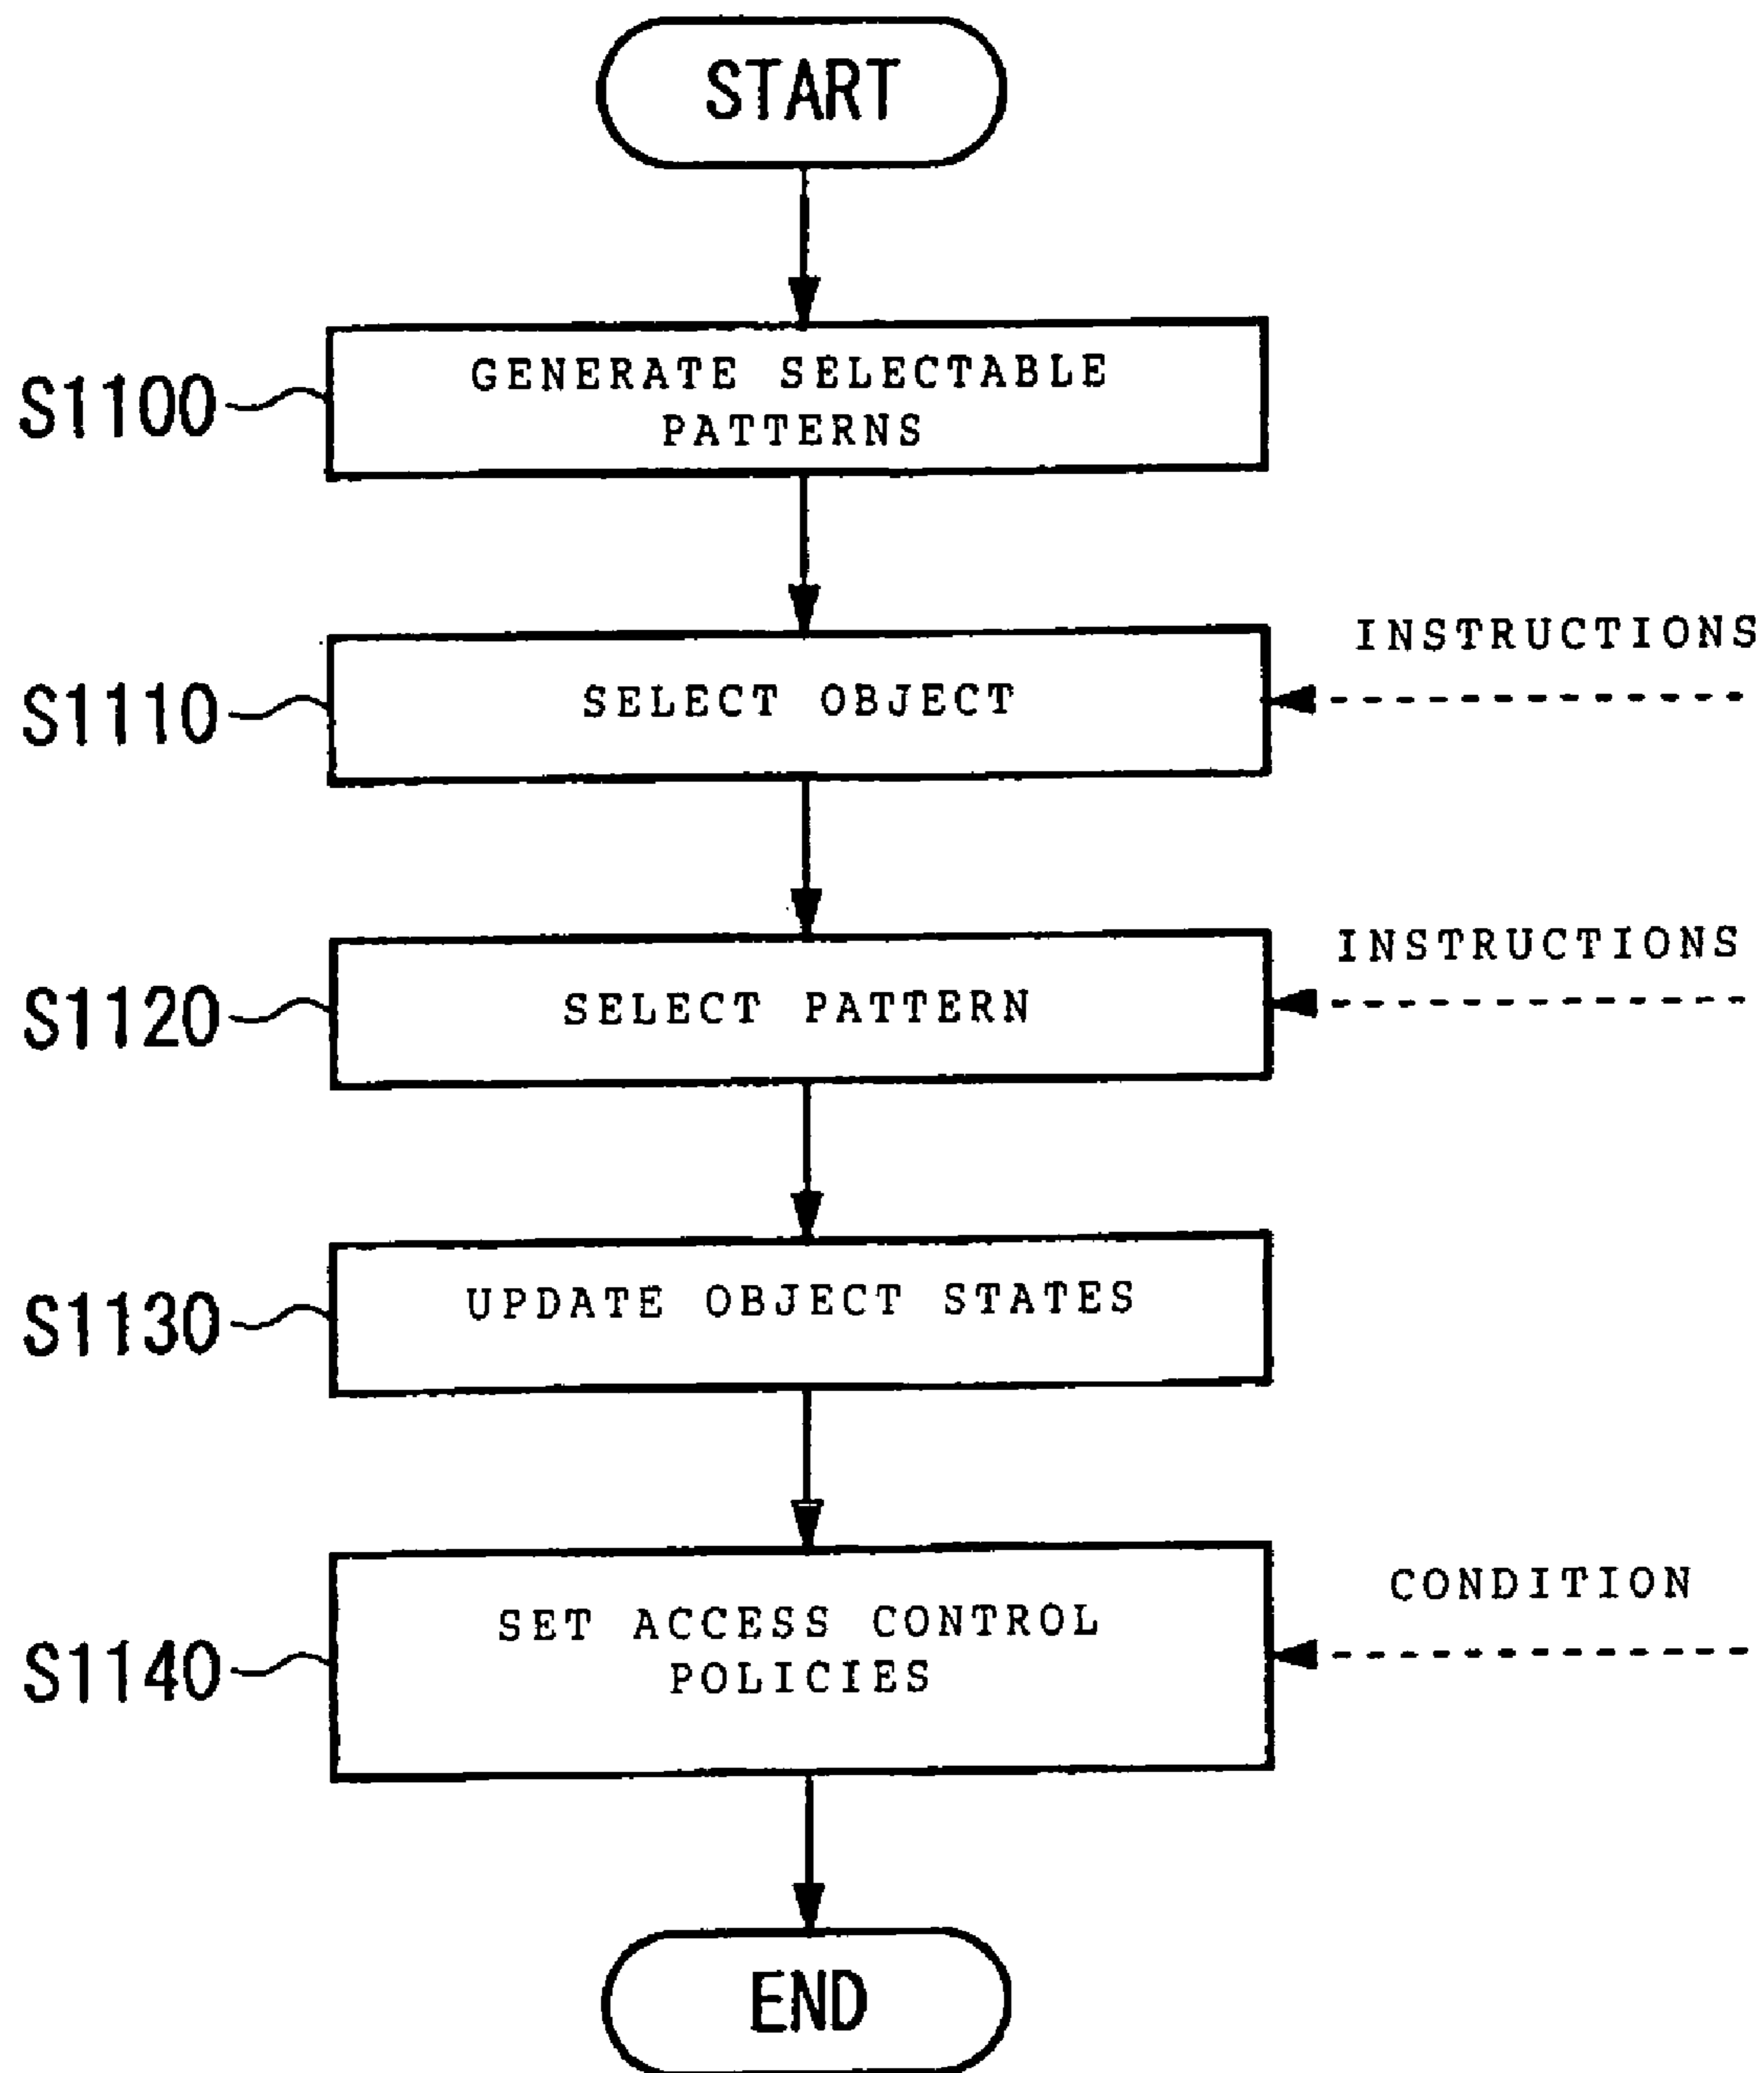 START
S1100
GENERATE SELECTABLE
PATTERNS
S1110
SELECT OBJECT
INSTRUCTIONS
S1120
SELECT PATTERN
INSTRUCTIONS
S1130
UPDATE OBJECT STATES
S1140
SET ACCESS CONTROL
POLICIES
CONDITION
END